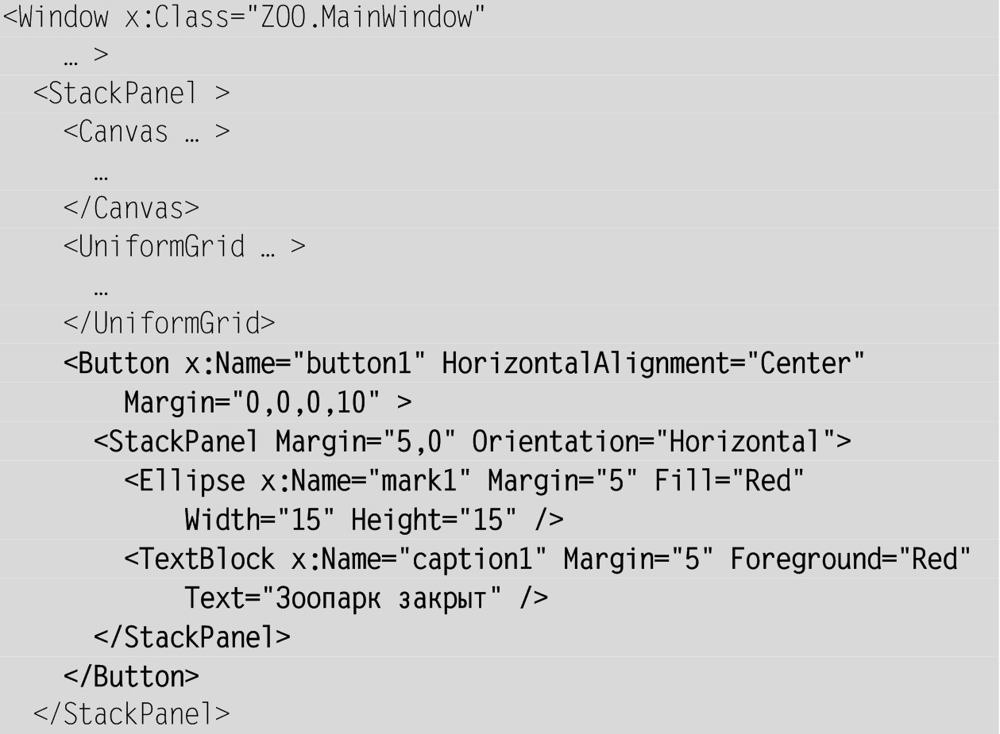 <Window x:Class="ZOO.MainWindow"
… >
<StackPanel >
<Canvas … >
…
</Canvas>
<UniformGrid … >
…
</UniformGrid>
<Button x:Name="button1" HorizontalAlignment="Center"
Margin="0,0,0,10" >
<StackPanel Margin="5,0" Orientation="Horizontal">
<Ellipse x:Name="mark1" Margin="5" Fill="Red"
Width="15" Height="15" />
<TextBlock x:Name="caption1" Margin="5" Foreground="Red"
Text="Зоопарк закрыт" />
</StackPanel>
</Button>
</StackPanel>